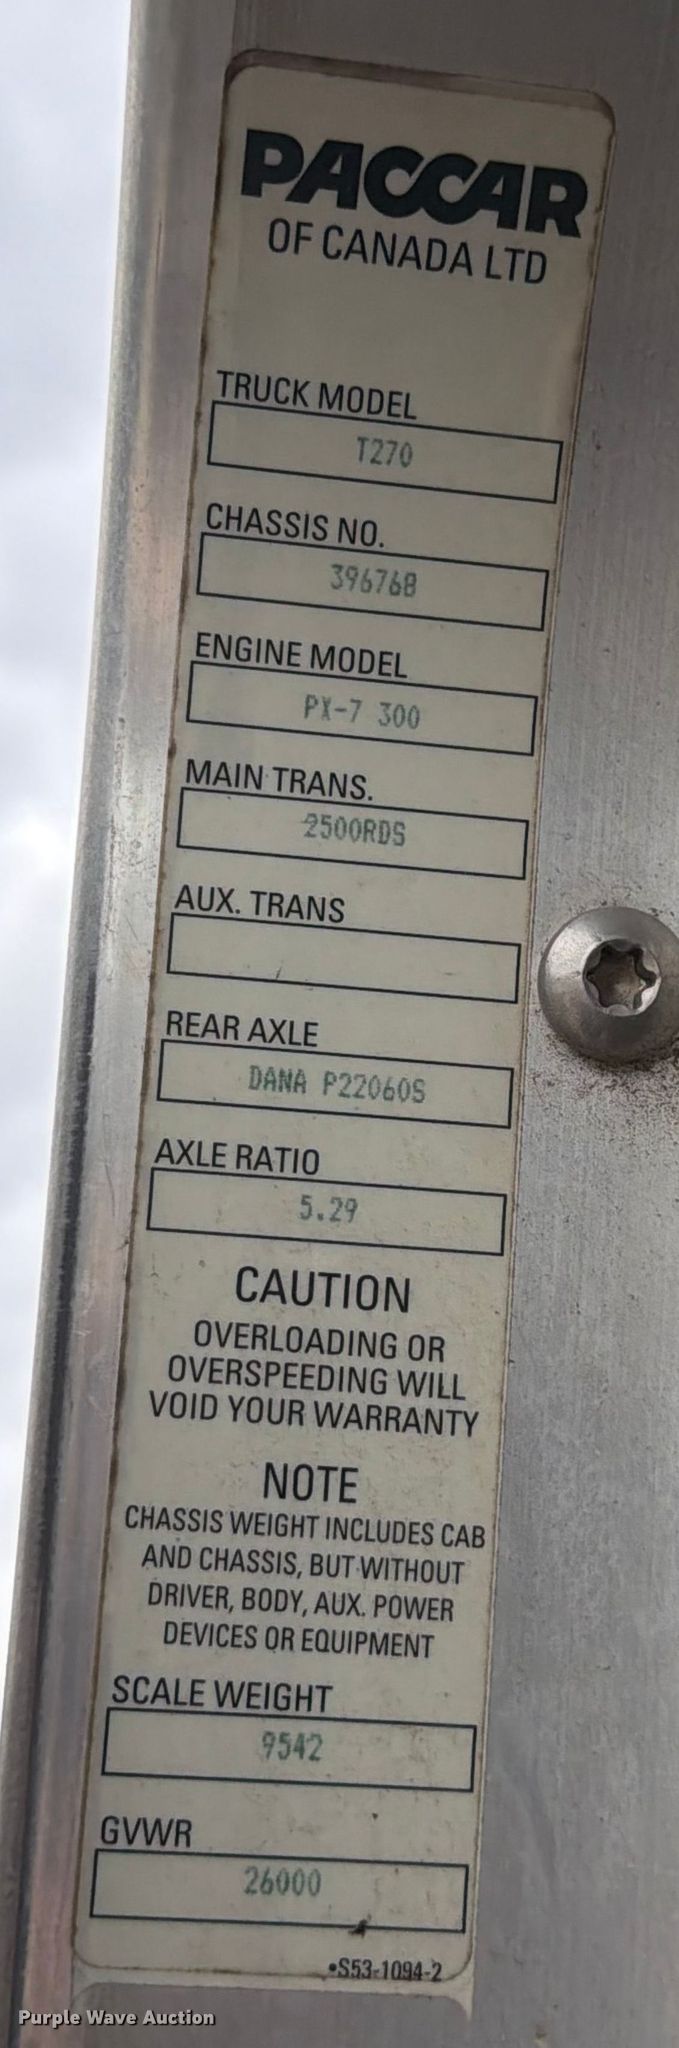 PACCAR
OF CANADA LTD
TRUCK MODEL
T270
CHASSIS NO.
396768
ENGINE MODEL
PX-7 300
MAIN TRANS.
2500RDS
AUX. TRANS
REAR AXLE
DANA P22060S
AXLE RATIO
5.29
CAUTION
OVERLOADING OR
OVERSPEEDING WILL
VOID YOUR WARRANTY
NOTE
CHASSIS WEIGHT INCLUDES CAB
AND CHASSIS, BUT WITHOUT
DRIVER, BODY, AUX. POWER
DEVICES OR EQUIPMENT
SCALE WEIGHT
9542
GVWR
26000
•S53-1094-2
Purple Wave Auction